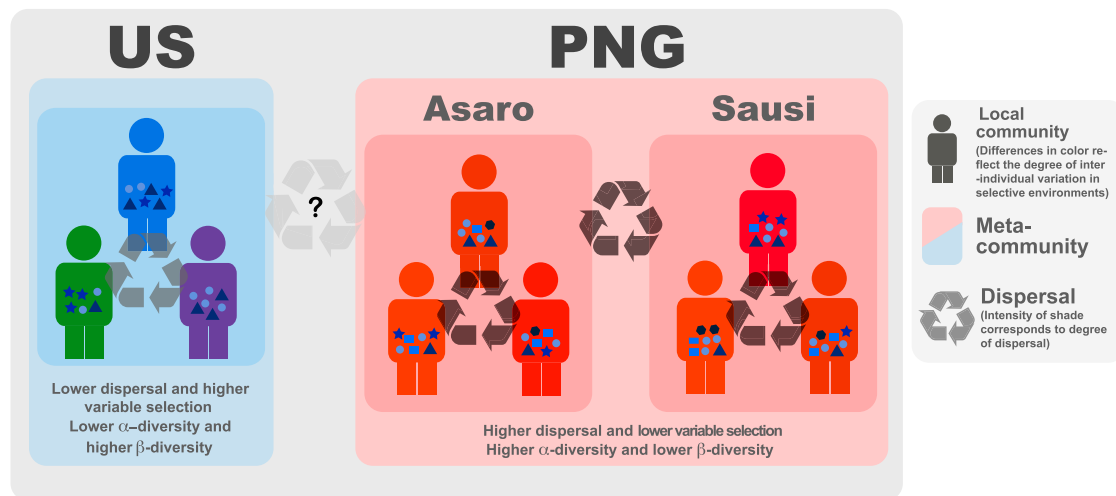 US
PNG
Asaro
Sausi
?
Lower dispersal and higher
variable selection
Lower α–diversity and
higher β-diversity
Higher dispersal and lower variable selection
Higher α-diversity and lower β-diversity
Local
community
(Differences in color re-
flect the degree of inter
-individual variation in
selective environments)
Meta-
community
Dispersal
(Intensity of shade
corresponds to degree
of dispersal)